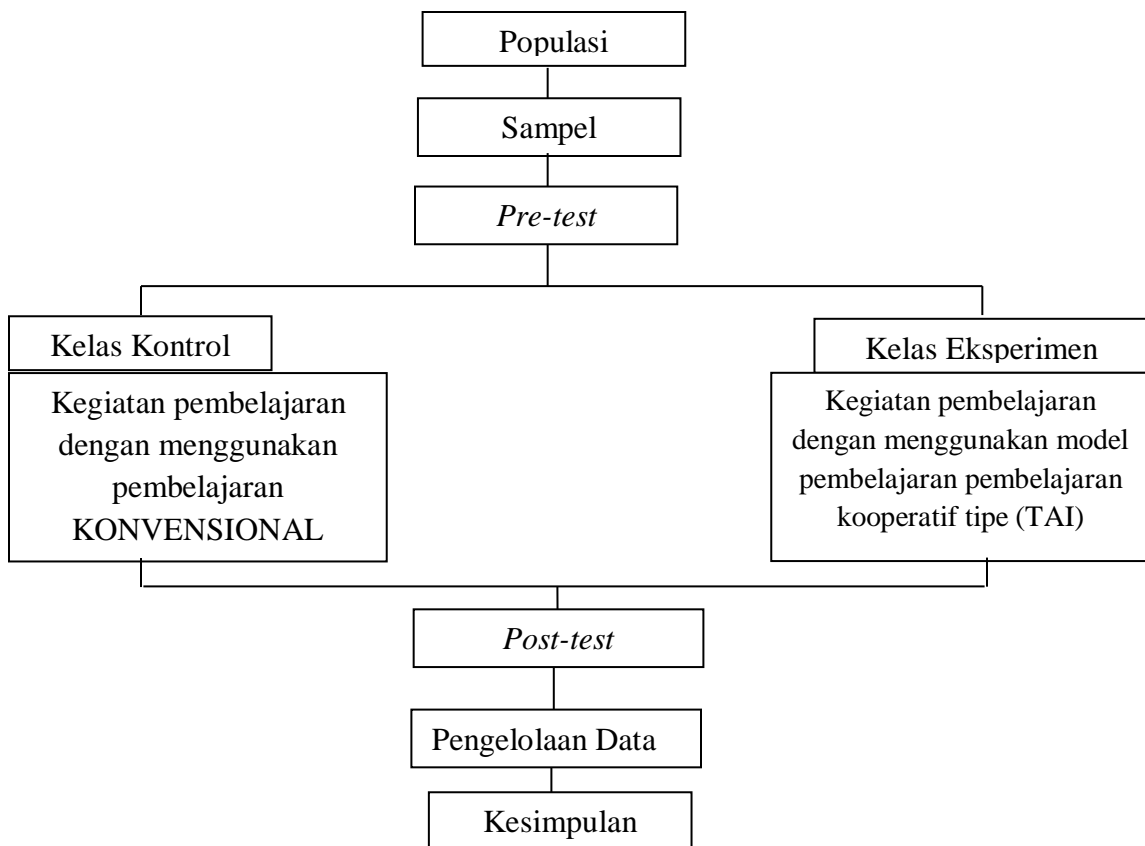 Populasi
Sampel
Pre-test
Kelas Kontrol
Kegiatan pembelajaran
dengan menggunakan
pembelajaran
KONVENSIONAL
Kelas Eksperimen
Kegiatan pembelajaran
dengan menggunakan model
pembelajaran pembelajaran
kooperatif tipe (TAI)
Post-test
Pengelolaan Data
Kesimpulan